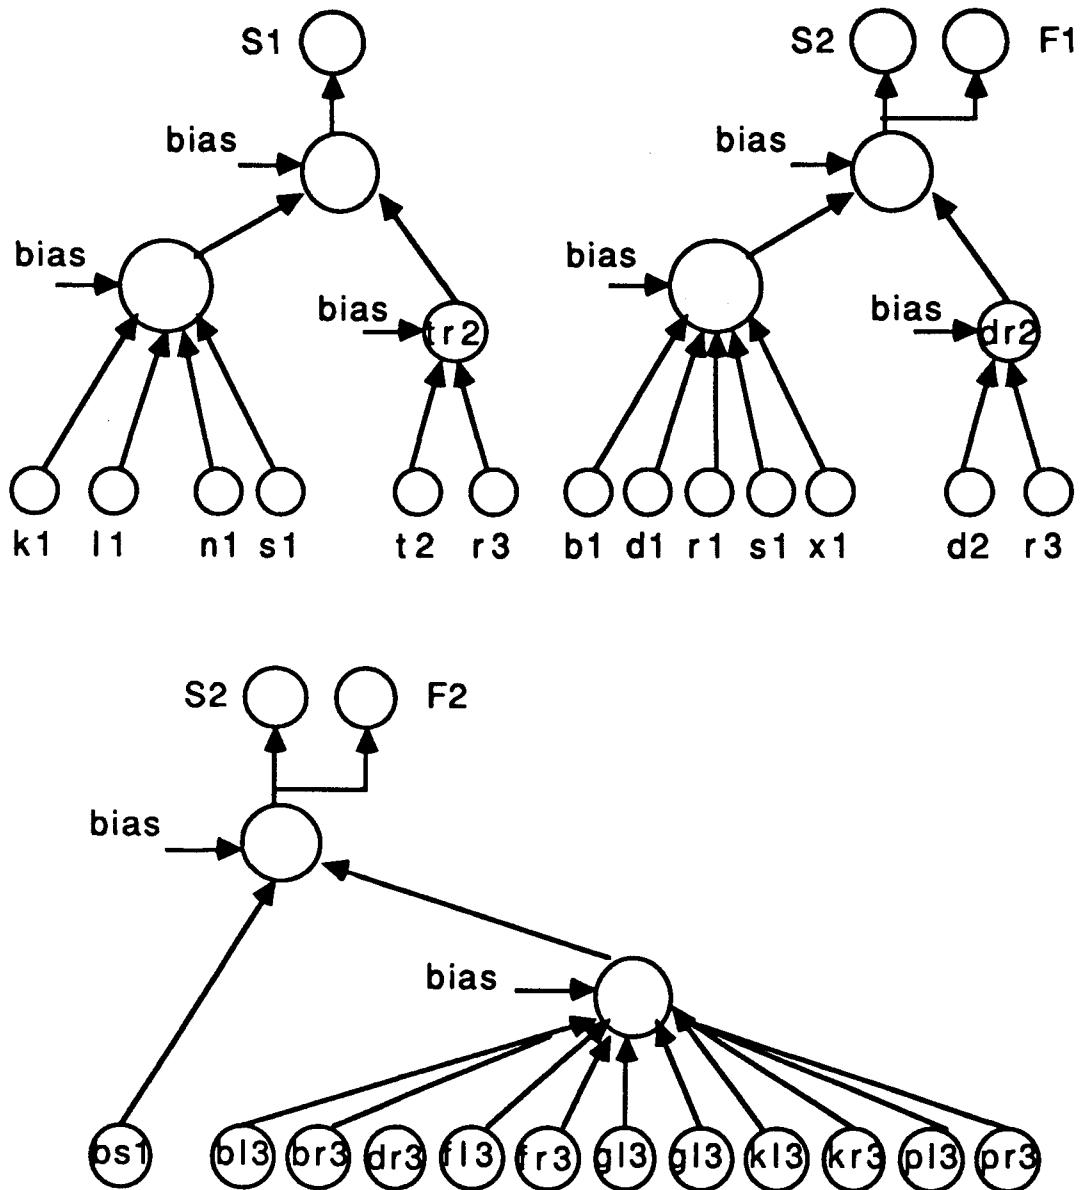 S1
S2 F1
bias bias
bias bias
bias tr2 bias dr2
k1 l1 n1 s1 t2 r3 b1 d1 r1 s1 x1 d2 r3
S2 F2
bias
bias
bl3 br3 dr3 fl3 fr3 gl3 gl3 kl3 kr3 pl3 pr3